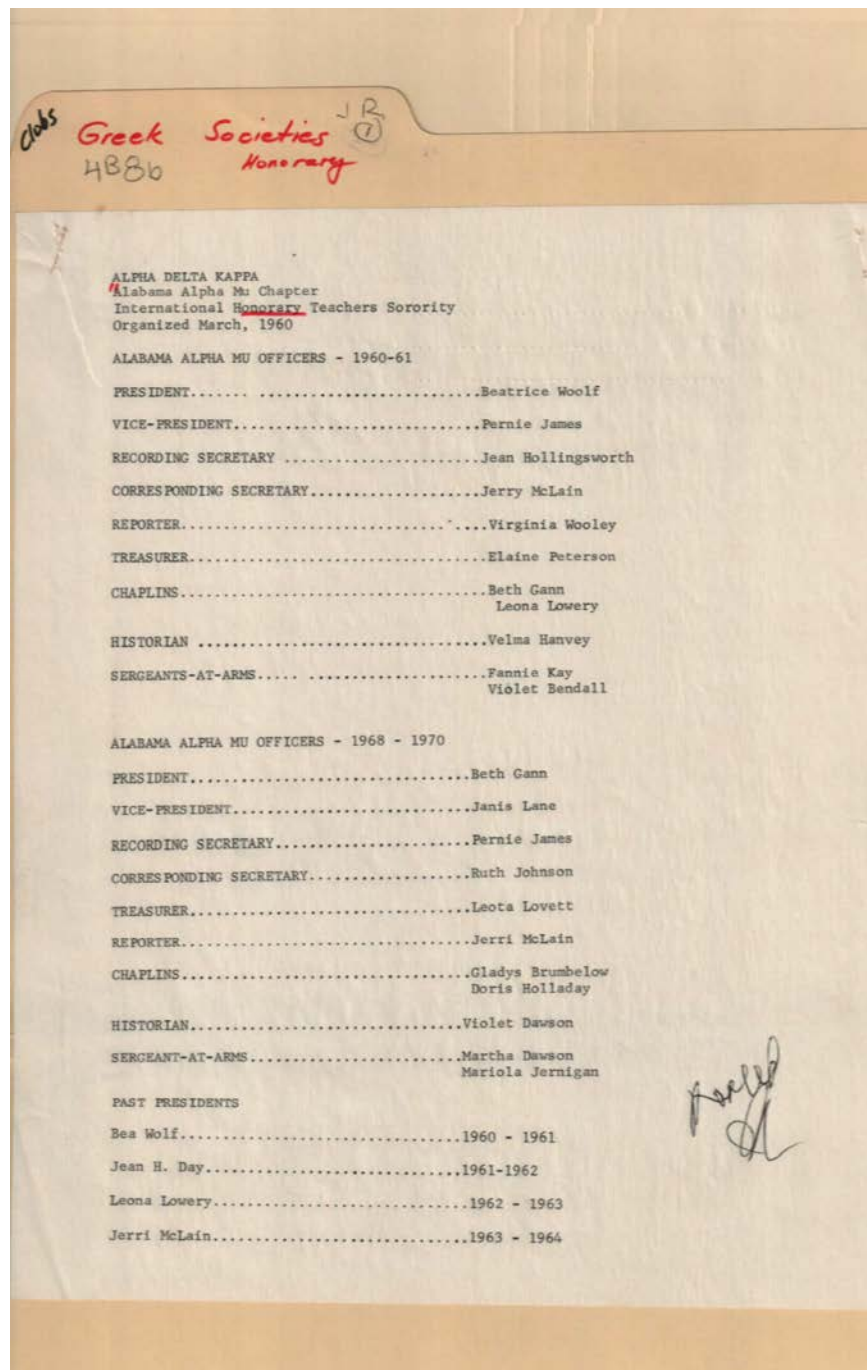 Clubs
Greek Societies
J R
1
4B8b
Honorary
ALPHA DELTA KAPPA
Alabama Alpha Mu Chapter
International Honorary Teachers Sorority
Organized March, 1960
ALABAMA ALPHA MU OFFICERS - 1960-61
PRESIDENT....... ..........................Beatrice Woolf
VICE-PRESIDENT.............................Pernie James
RECORDING SECRETARY .......................Jean Hollingsworth
CORRESPONDING SECRETARY....................Jerry McLain
REPORTER....................................Virginia Wooley
TREASURER...................................Elaine Peterson
CHAPLINS....................................Beth Gann
Leona Lowery
HISTORIAN ..................................Velma Hanvey
SERGEANTS-AT-ARMS..... .....................Fannie Kay
Violet Bendall
ALABAMA ALPHA MU OFFICERS - 1968 - 1970
PRESIDENT.................................Beth Gann
VICE-PRESIDENT............................Janis Lane
RECORDING SECRETARY.......................Pernie James
CORRESPONDING SECRETARY...................Ruth Johnson
TREASURER.................................Leota Lovett
REPORTER..................................Jerri McLain
CHAPLINS..................................Gladys Brumbelow
Doris Holladay
HISTORIAN................................Violet Dawson
SERGEANT-AT-ARMS.........................Martha Dawson
Mariola Jernigan
PAST PRESIDENTS
Bea Wolf.................................1960 - 1961
Jean H. Day..............................1961-1962
Leona Lowery..............................1962 - 1963
Jerri McLain..............................1963 - 1964